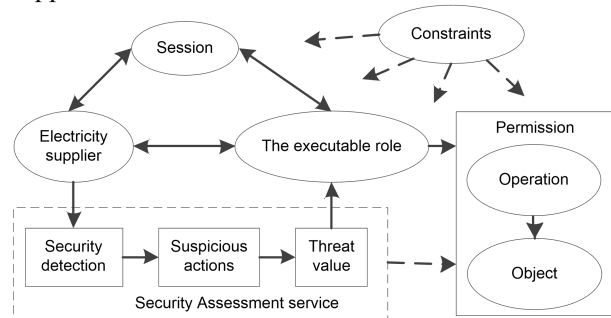 Session
Constraints
Electricity
supplier
The executable role
Permission
Operation
Object
Security
detection
Suspicious
actions
Threat
value
Security Assessment service